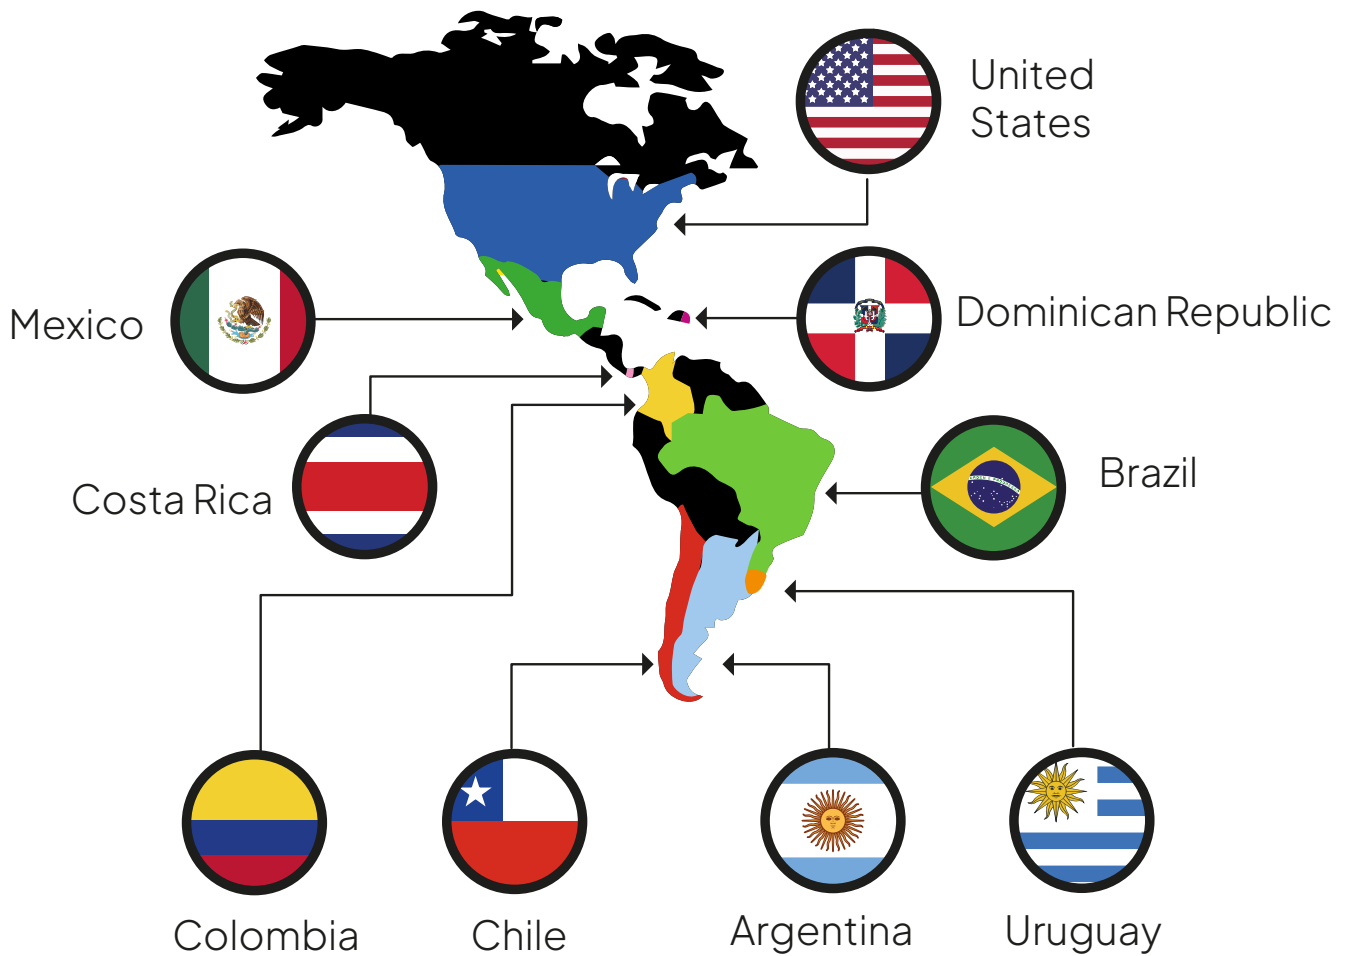 United
States
Mexico
Dominican Republic
Costa Rica
Brazil
Colombia
Chile
Argentina
Uruguay